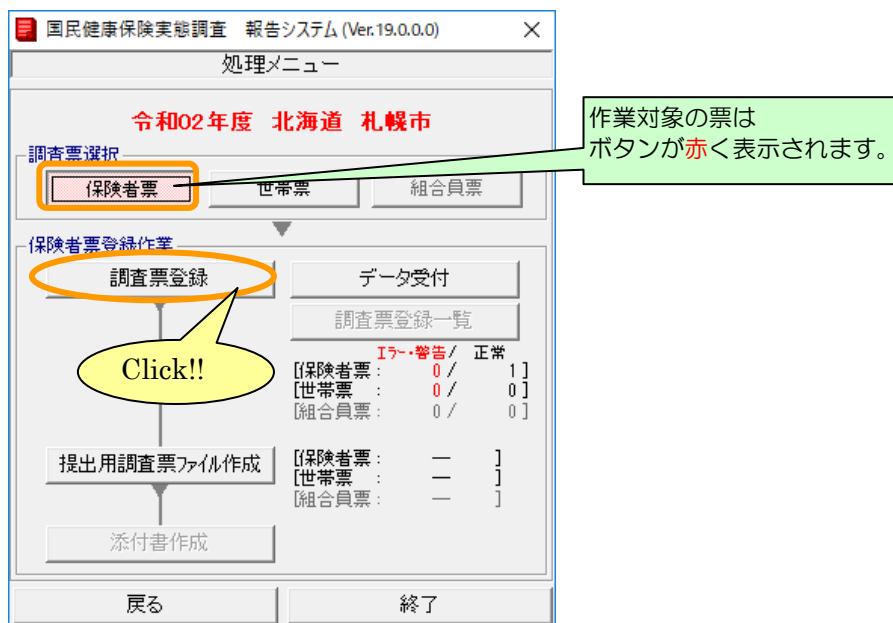 国民健康保険実態調査　報告システム (Ver.19.0.0.0)
処理メニュー
令和02年度 北海道 札幌市
調査票選択
保険者票 世帯票 組合員票
作業対象の票は
ボタンが赤く表示されます。
保険者票登録作業
調査票登録 データ受付
調査票登録一覧
Click!!
エラー・警告/ 正常
[保険者票 : 0 / 1 ]
[世帯票 : 0 / 0 ]
[組合員票 : 0 / 0 ]
提出用調査票ファイル作成
[保険者票 : ― ]
[世帯票 : ― ]
[組合員票 : ― ]
添付書作成
戻る 終了